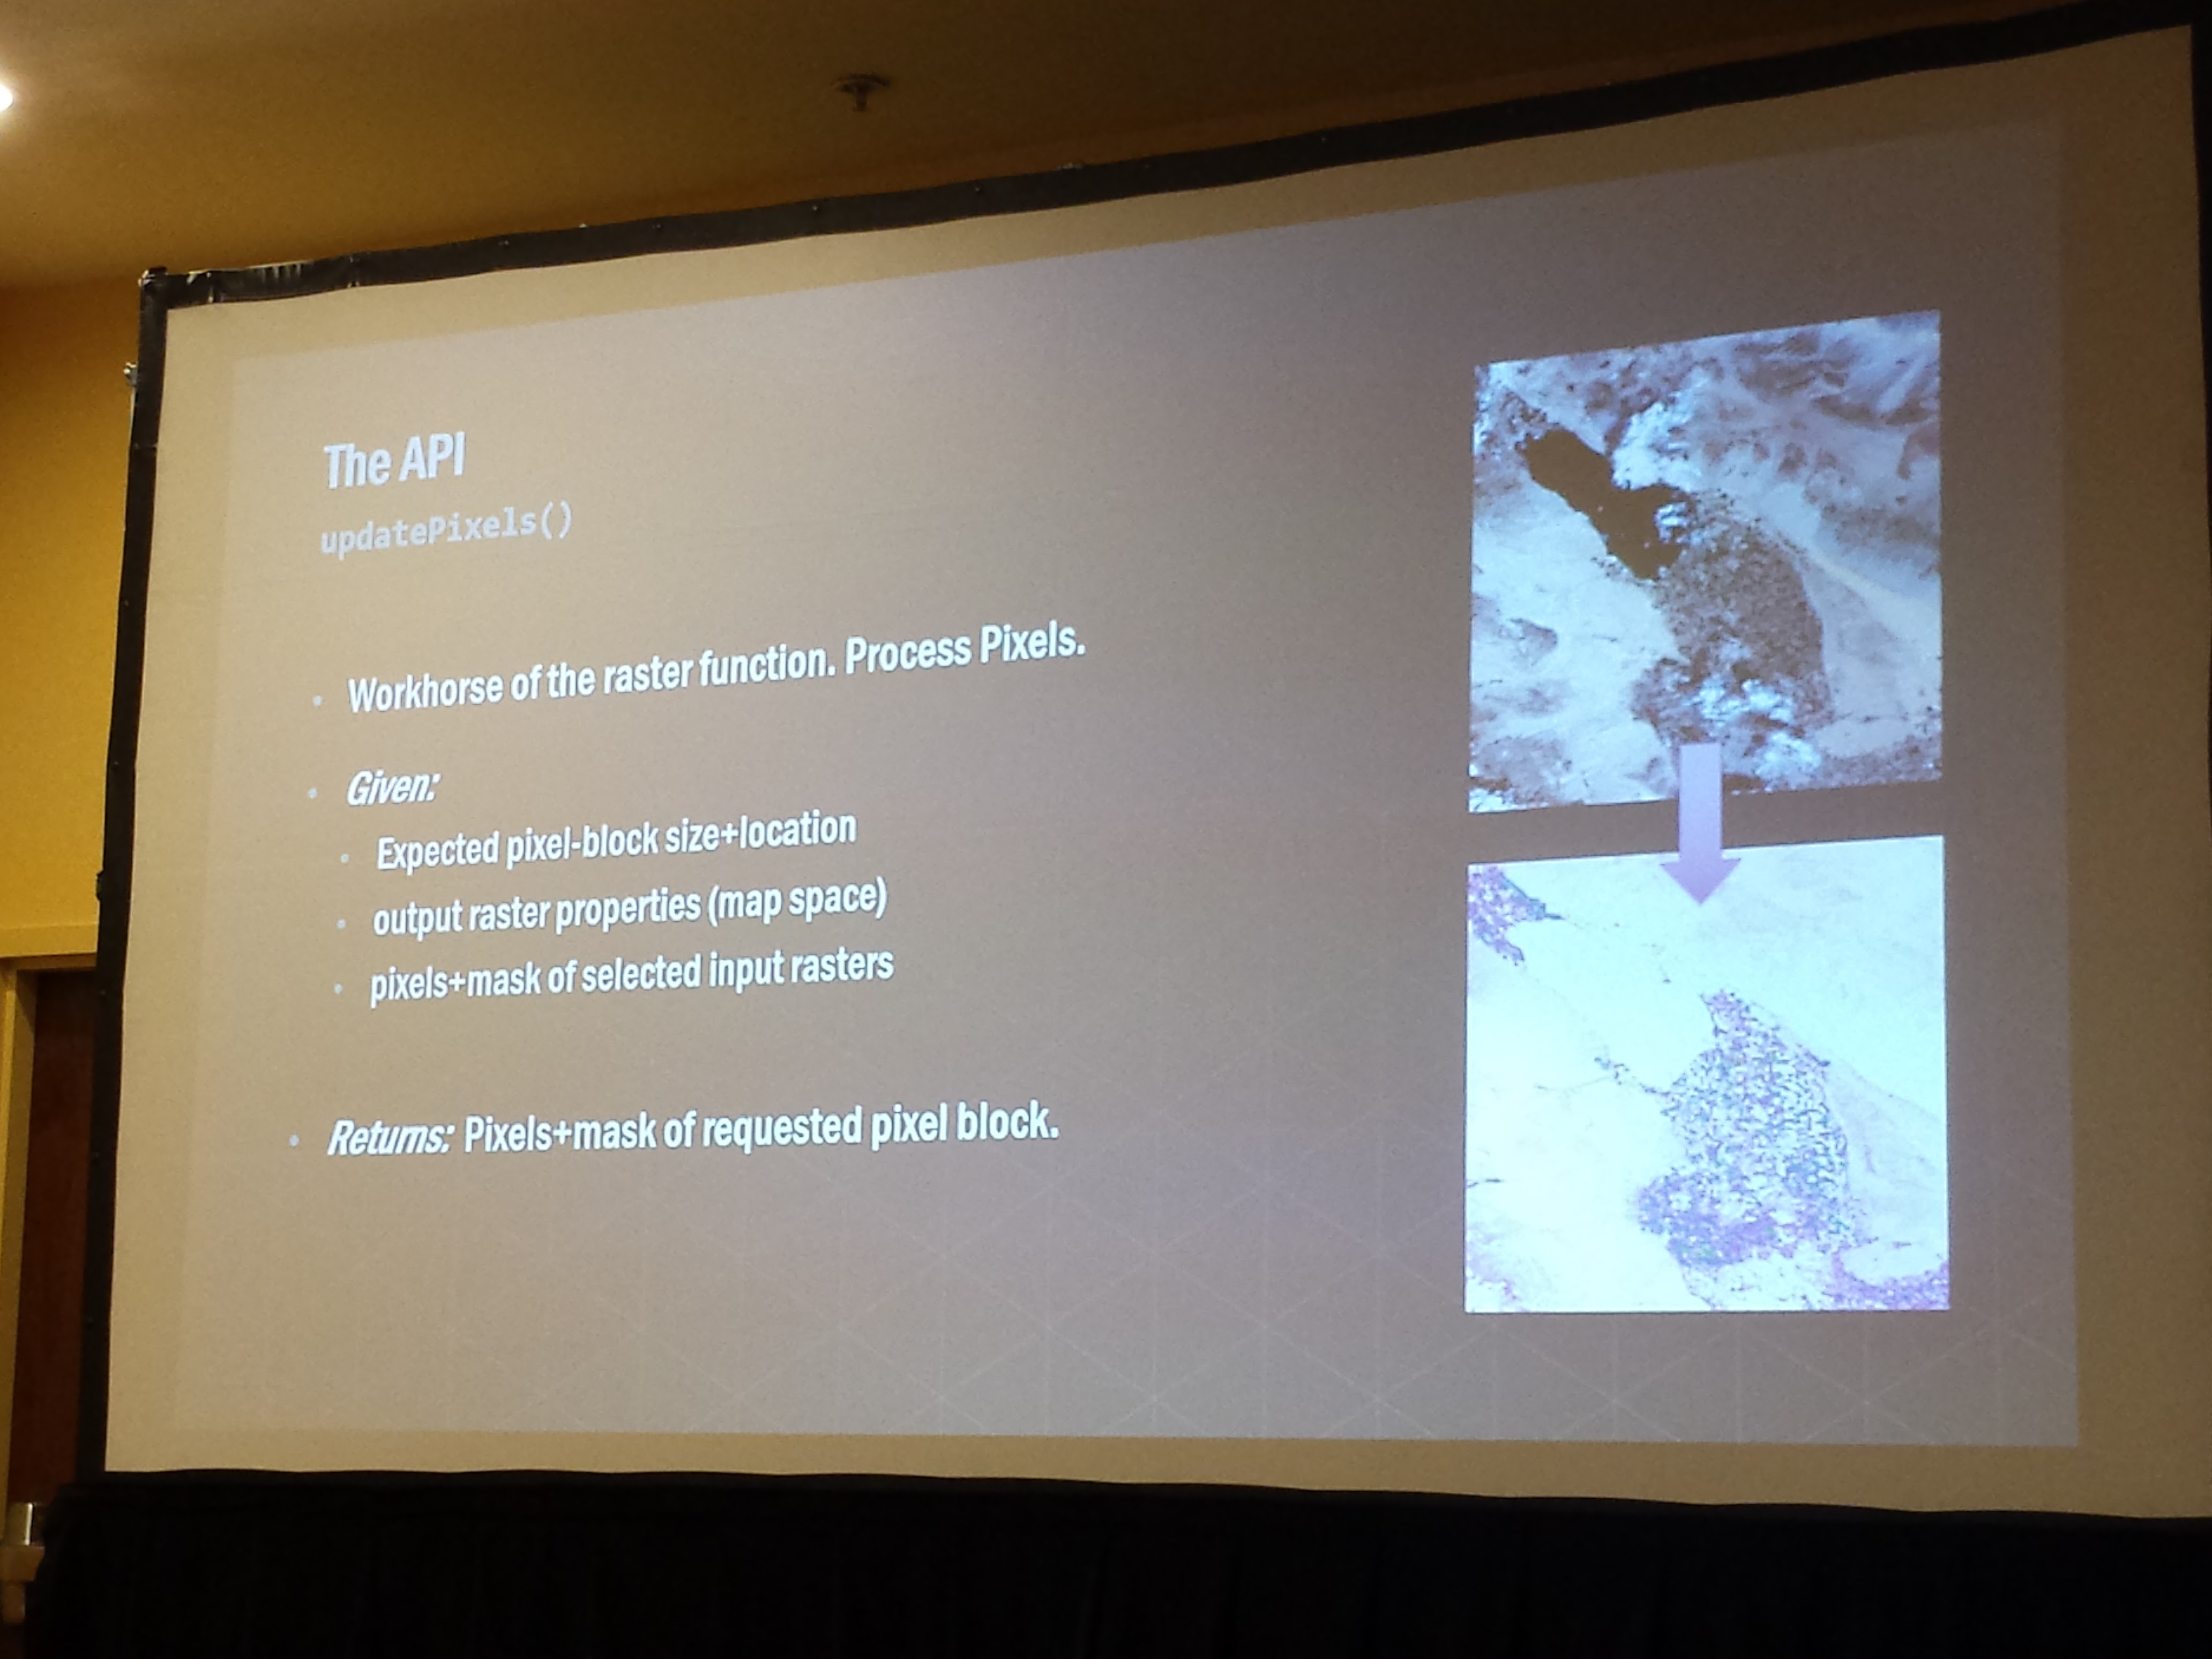 The API
updatePixels()
Workhorse of the raster function. Process Pixels.
Given:
Expected pixel-block size+location
output raster properties (map space)
pixels+mask of selected input rasters
Returns: Pixels+mask of requested pixel block.